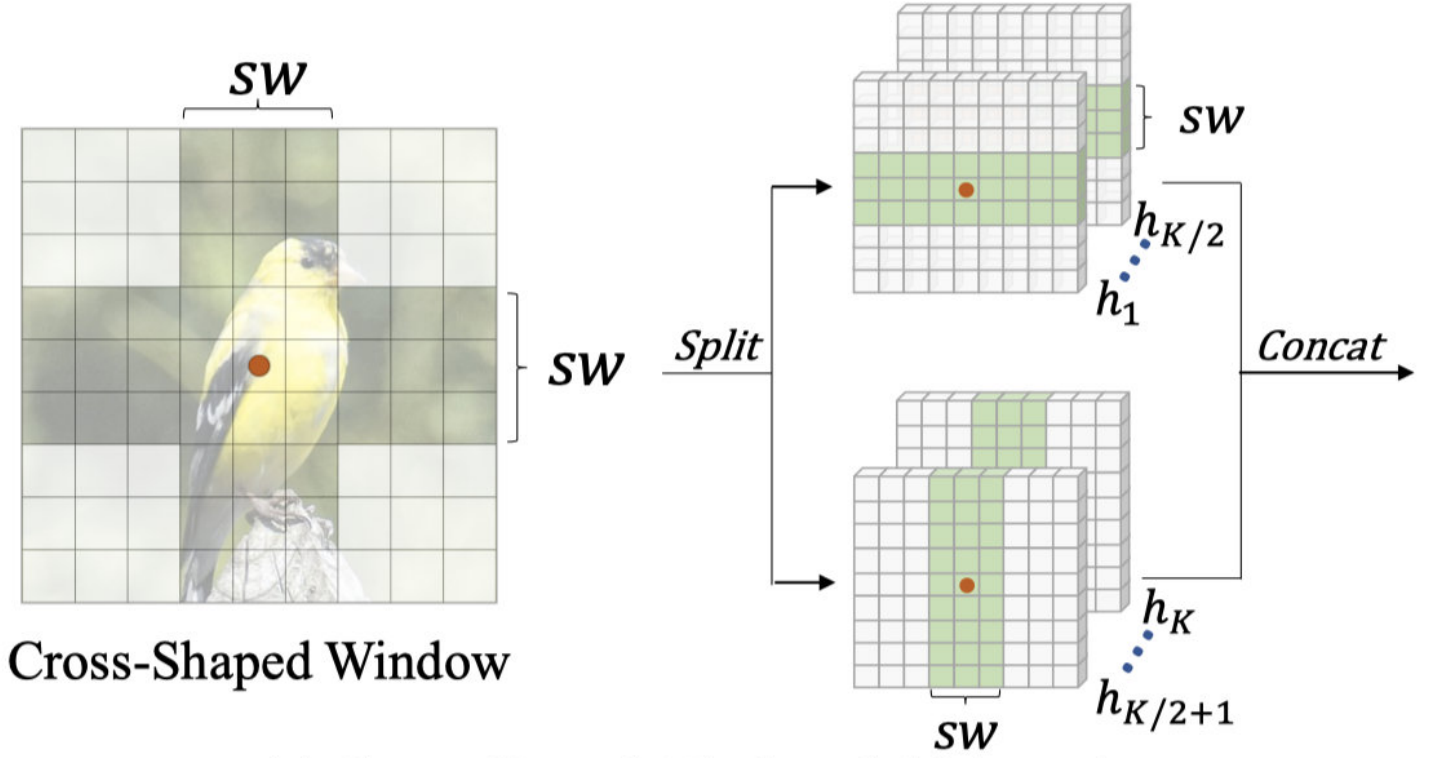 sw
sw
Cross-Shaped Window
Split
sw
h_{K/2}
h_1
Concat
h_K
h_{K/2+1}
sw